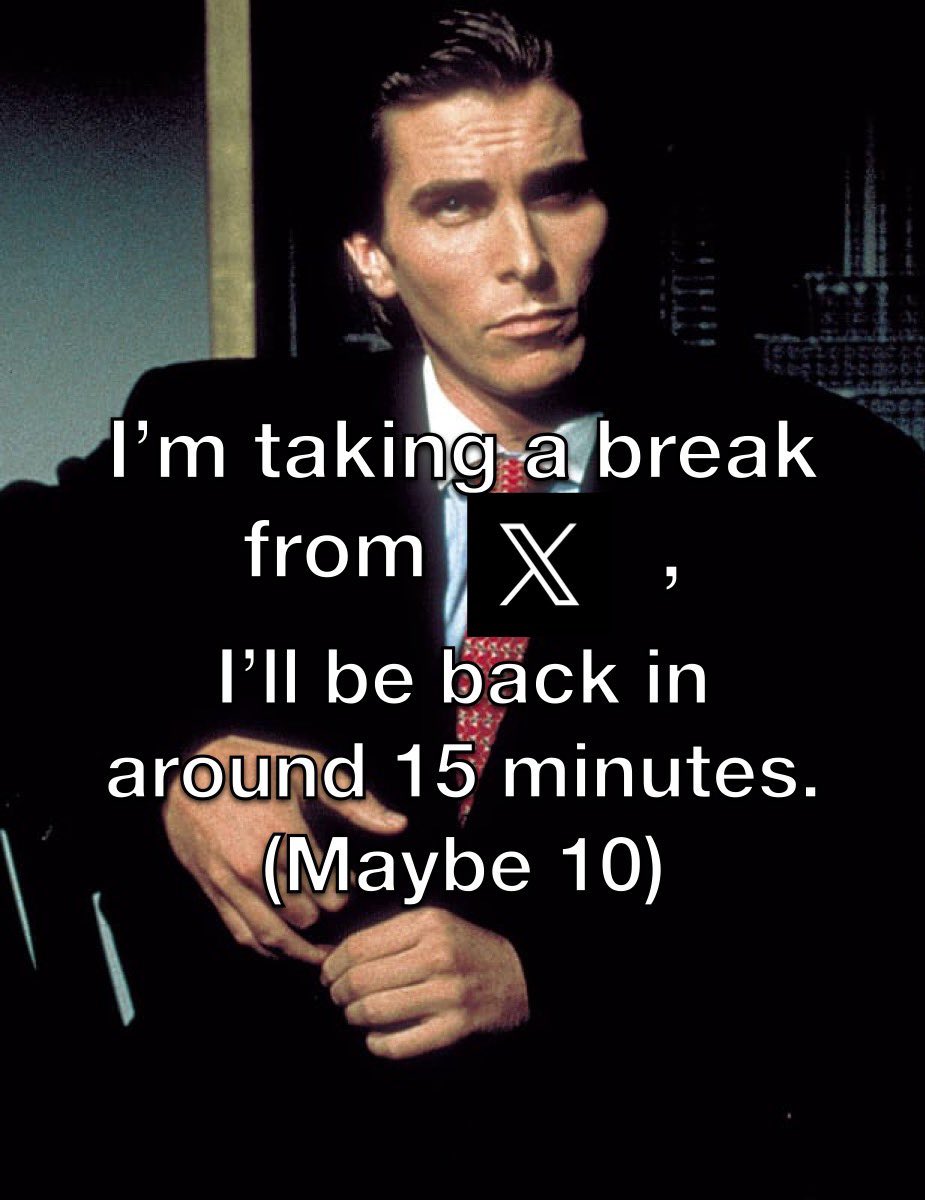 I’m taking a break
from 𝕏 ,
I’ll be back in
around 15 minutes.
(Maybe 10)